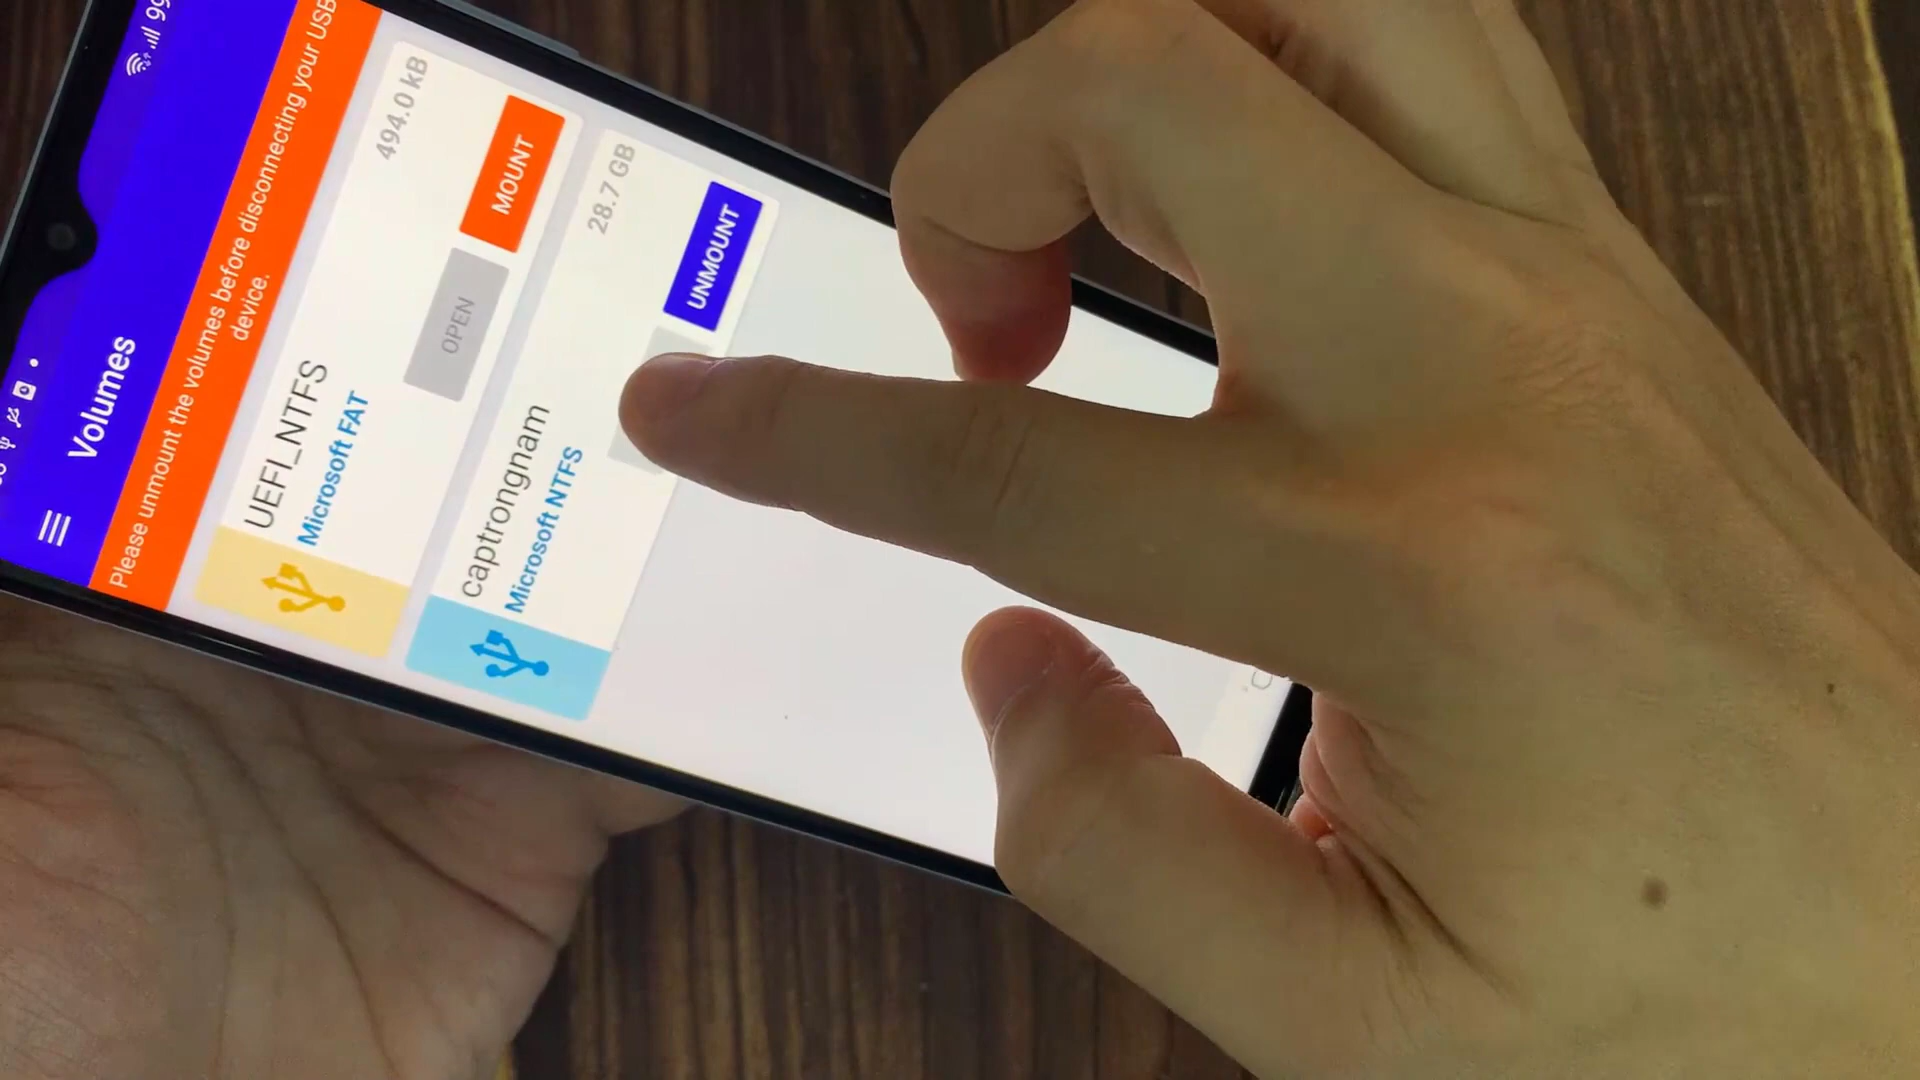 99
Volumes
Please unmount the volumes before disconnecting your USB
device.
UEFI_NTFS
494.0 kB
Microsoft FAT
OPEN
MOUNT
captrongnam
28.7 GB
Microsoft NTFS
UNMOUNT